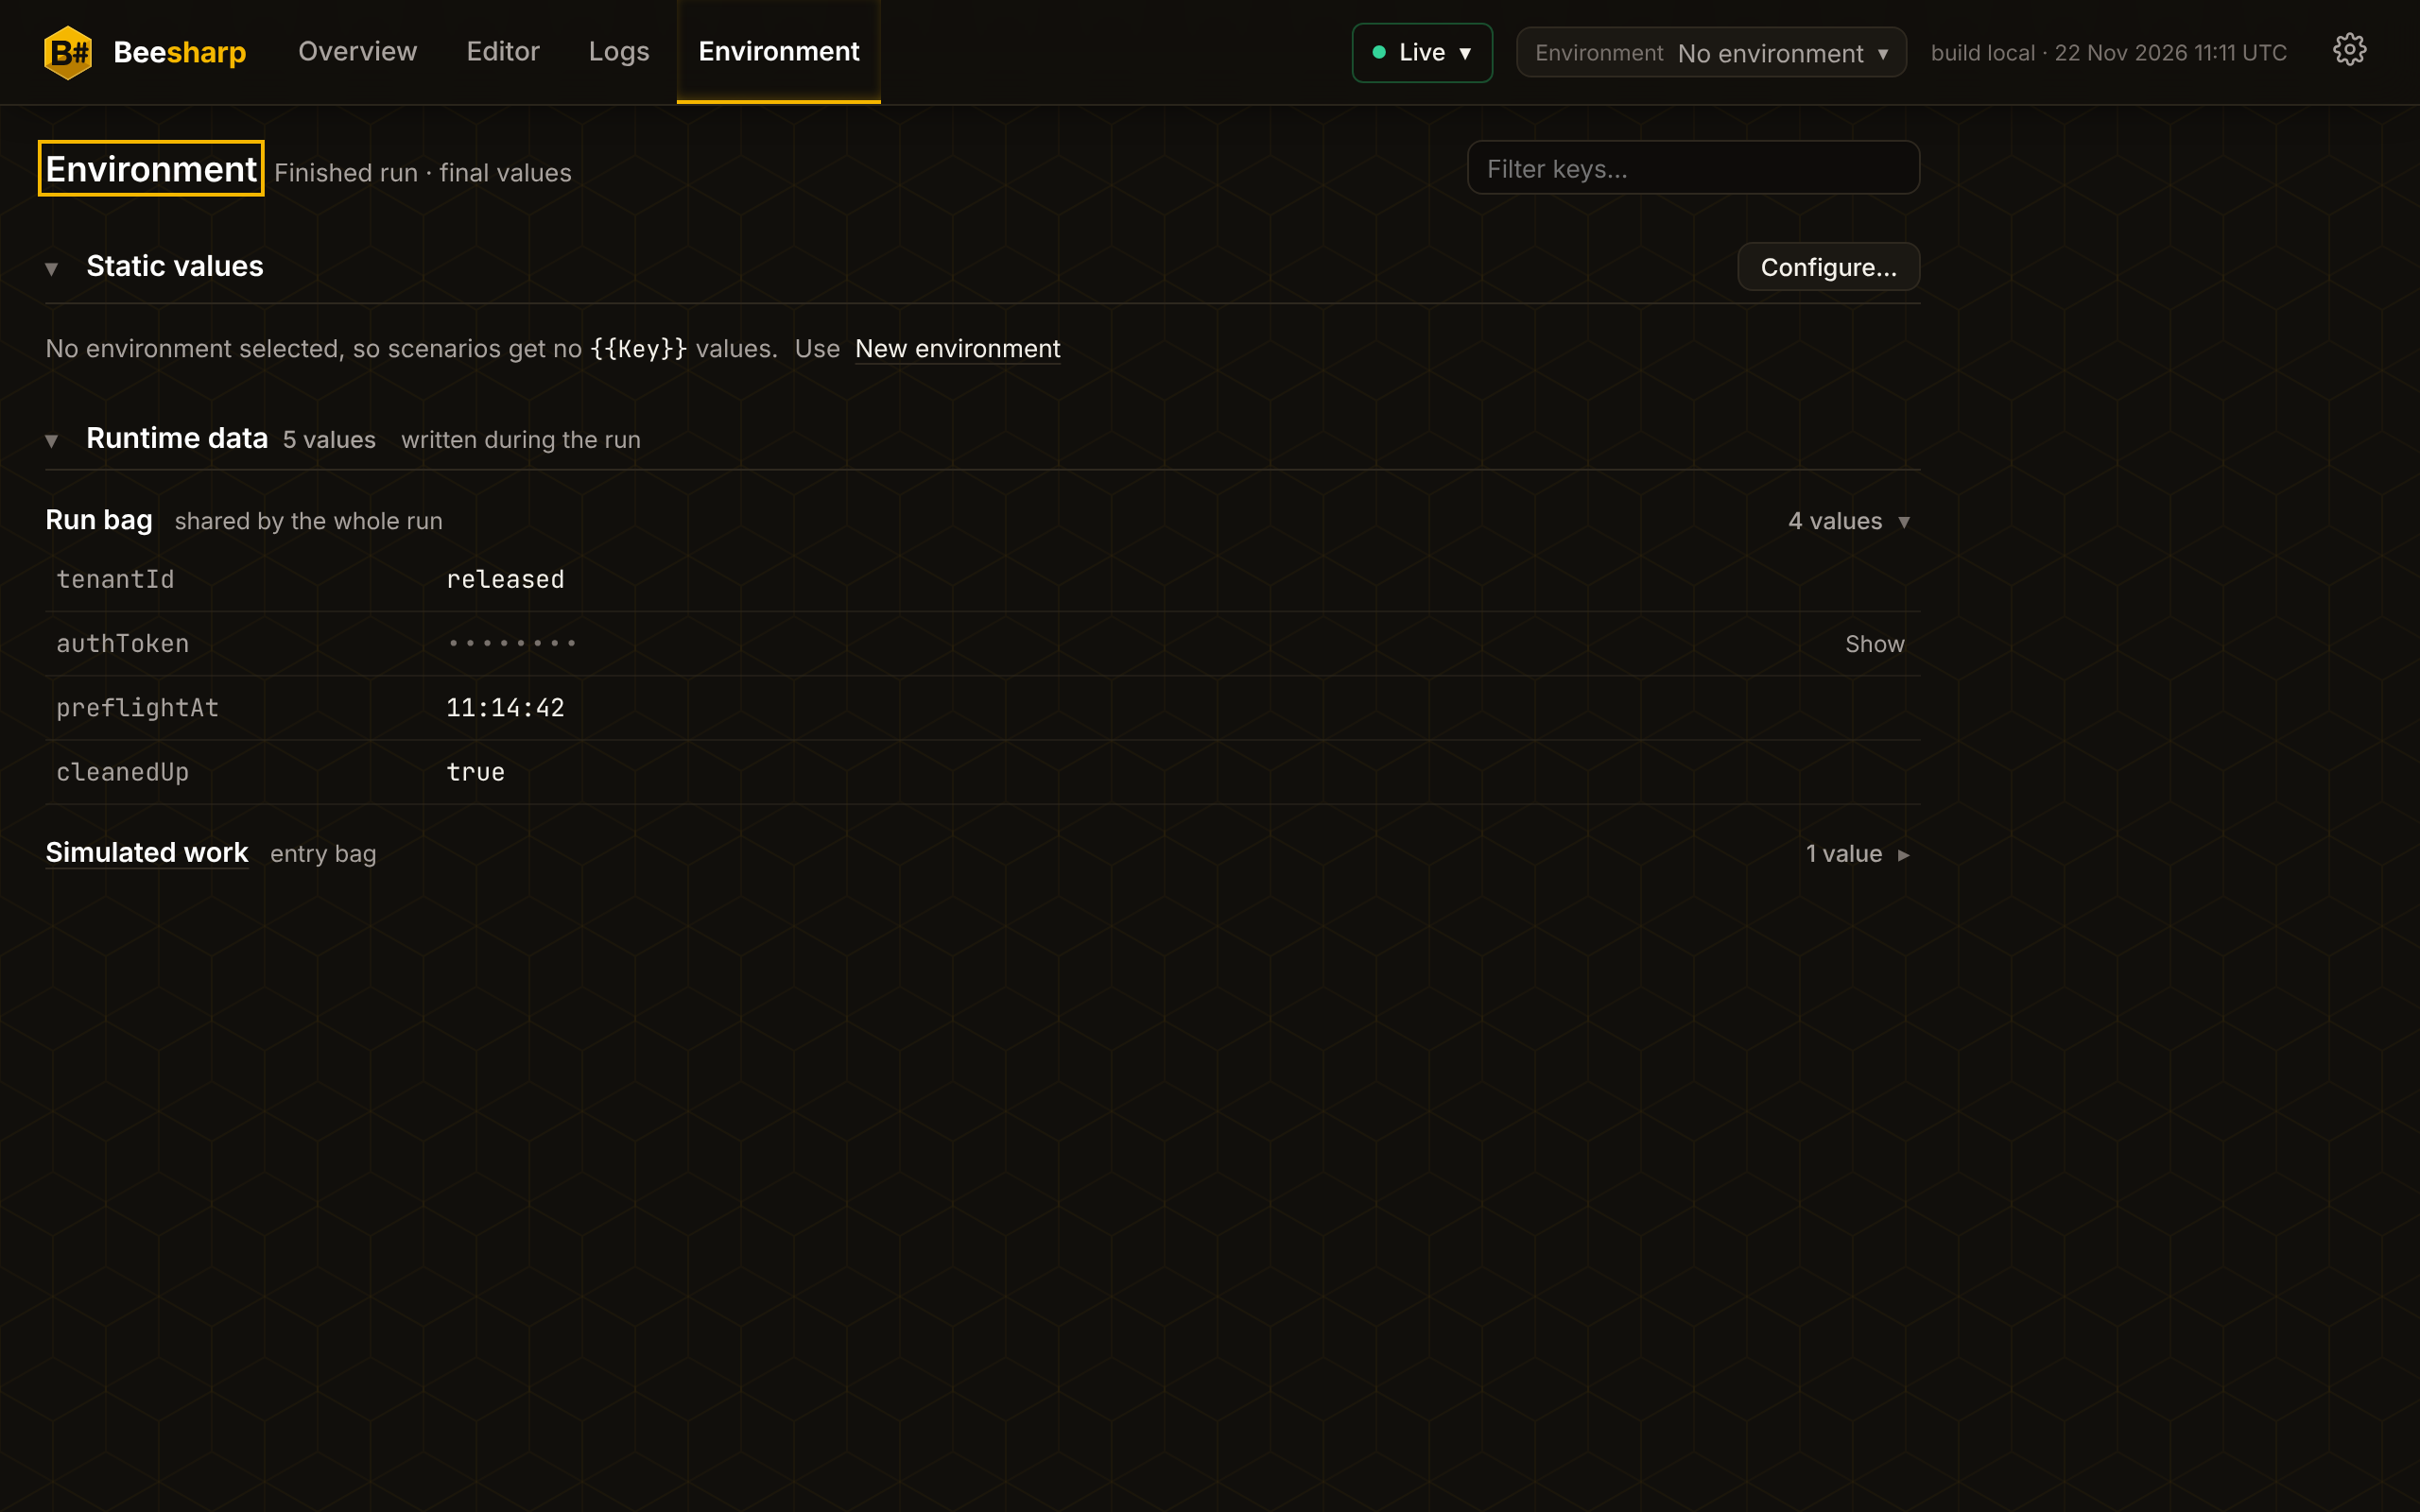 B# Beesharp Overview Editor Logs Environment Live ▾ Environment No environment ▾ build local · 22 Nov 2026 11:11 UTC
Environment Finished run · final values Filter keys...
▾ Static values Configure...
No environment selected, so scenarios get no {{Key}} values. Use New environment
▾ Runtime data 5 values written during the run
Run bag shared by the whole run 4 values ▾
tenantId released
authToken •••••••• Show
preflightAt 11:14:42
cleanedUp true
Simulated work entry bag 1 value ▸